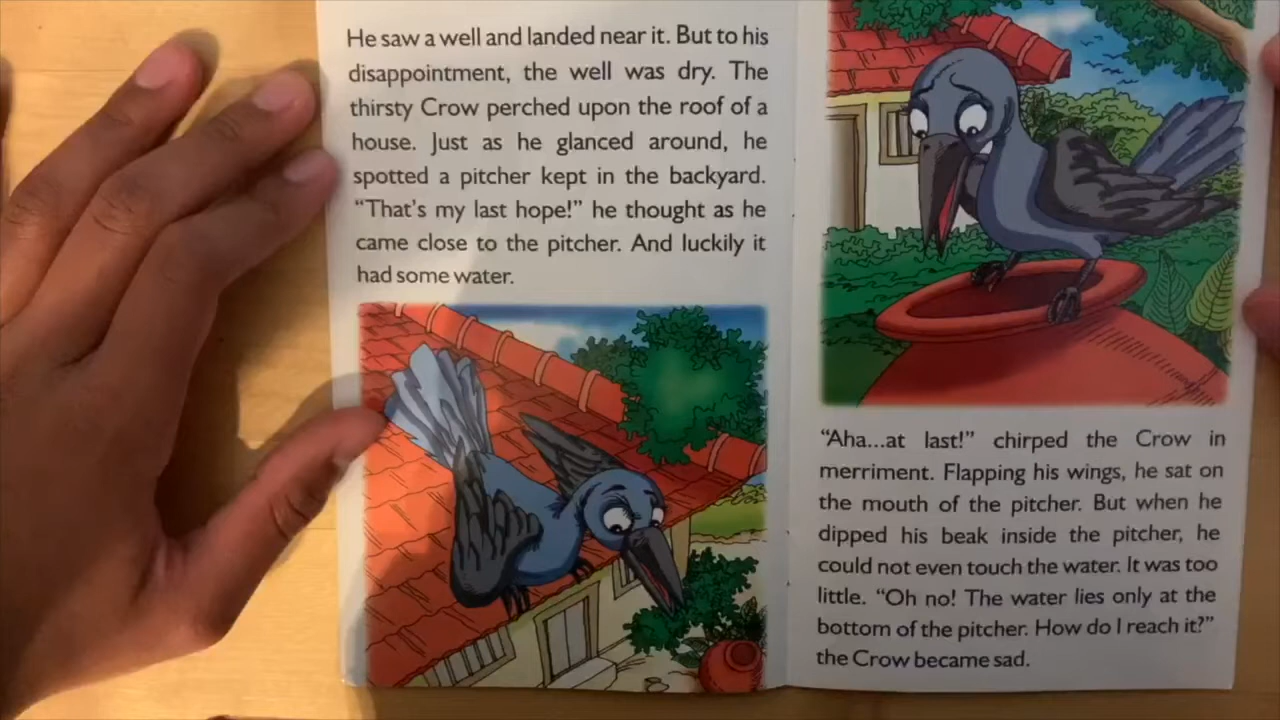 He saw a well and landed near it. But to his
disappointment, the well was dry. The
thirsty Crow perched upon the roof of a
house. Just as he glanced around, he
spotted a pitcher kept in the backyard.
“That’s my last hope!” he thought as he
came close to the pitcher. And luckily it
had some water.
“Aha...at last!” chirped the Crow in
merriment. Flapping his wings, he sat on
the mouth of the pitcher. But when he
dipped his beak inside the pitcher, he
could not even touch the water. It was too
little. “Oh no! The water lies only at the
bottom of the pitcher. How do I reach it?”
the Crow became sad.